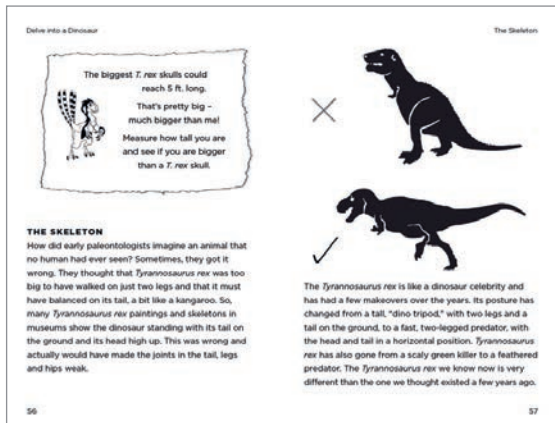 Delve into a Dinosaur
The biggest T. rex skulls could
reach 5 ft. long.
That's pretty big –
much bigger than me!
Measure how tall you are
and see if you are bigger
than a T. rex skull.
THE SKELETON
How did early paleontologists imagine an animal that
no human had ever seen? Sometimes, they got it
wrong. They thought that Tyrannosaurus rex was too
big to have walked on just two legs and that it must
have balanced on its tail, a bit like a kangaroo. So,
many Tyrannosaurus rex paintings and skeletons in
museums show the dinosaur standing with its tail on
the ground and its head high up. This was wrong and
actually would have made the joints in the tail, legs
and hips weak.
56
The Skeleton
The Tyrannosaurus rex is like a dinosaur celebrity and
has had a few makeovers over the years. Its posture has
changed from a tall, "dino tripod," with two legs and a
tail on the ground, to a fast, two-legged predator, with
the head and tail in a horizontal position. Tyrannosaurus
rex has also gone from a scaly green killer to a feathered
predator. The Tyrannosaurus rex we know now is very
different than the one we thought existed a few years ago.
57